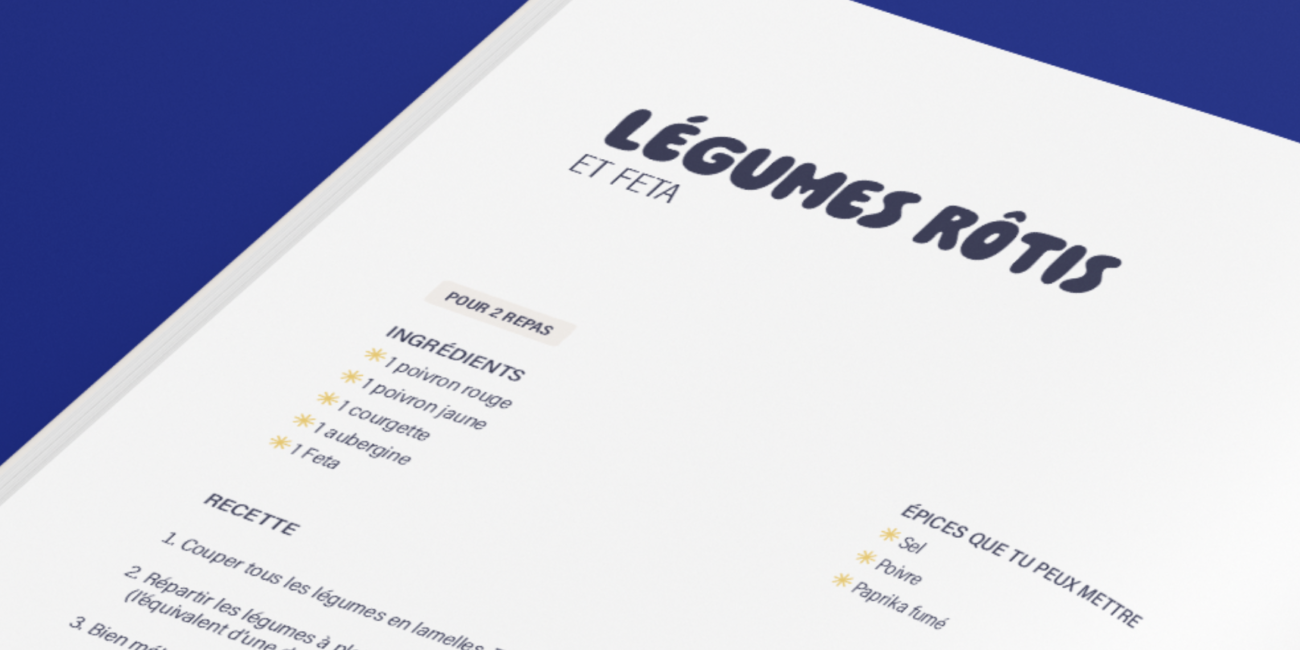 LÉGUMES RÔTIS
ET FETA
POUR 2 REPAS
INGRÉDIENTS
1 poivron rouge
1 poivron jaune
1 courgette
1 aubergine
1 Feta
RECETTE
1. Couper tous les légumes en lamelles.
2. Répartir les légumes à
(l'équivalent d'une
3. Bien
ÉPICES QUE TU PEUX METTRE
Sel
Poivre
Paprika fumé